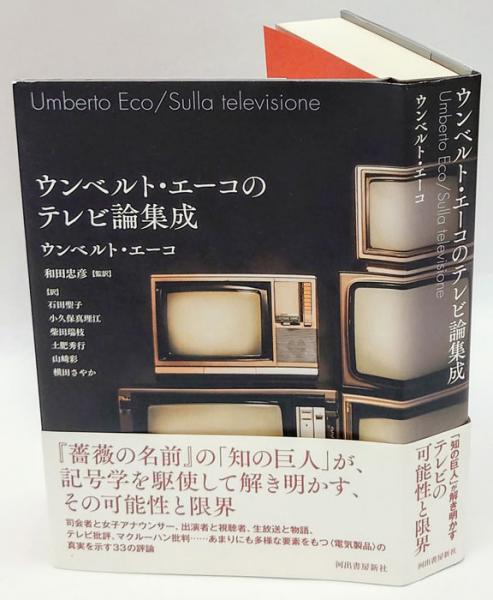 Umberto Eco/Sulla televisione
ウンベルト・エーコの
テレビ論集成
ウンベルト・エーコ
和田忠彦【監訳】
【訳】
石田聖子
小久保真理江
柴田瑞枝
土肥秀行
山﨑彩
横田さやか
『薔薇の名前』の「知の巨人」が、
記号学を駆使して解き明かす、
その可能性と限界
司会者と女子アナウンサー、出演者と視聴者、生放送と物語、
テレビ批評、マクルーハン批判……あまりにも多様な要素をもつ〈電気製品〉の
真実を示す33の評論
河出書房新社
ウンベルト・エーコのテレビ論集成
Umberto Eco/Sulla televisione
ウンベルト・エーコ
「知の巨人」が解き明かす
テレビの
可能性と限界
河出書房新社